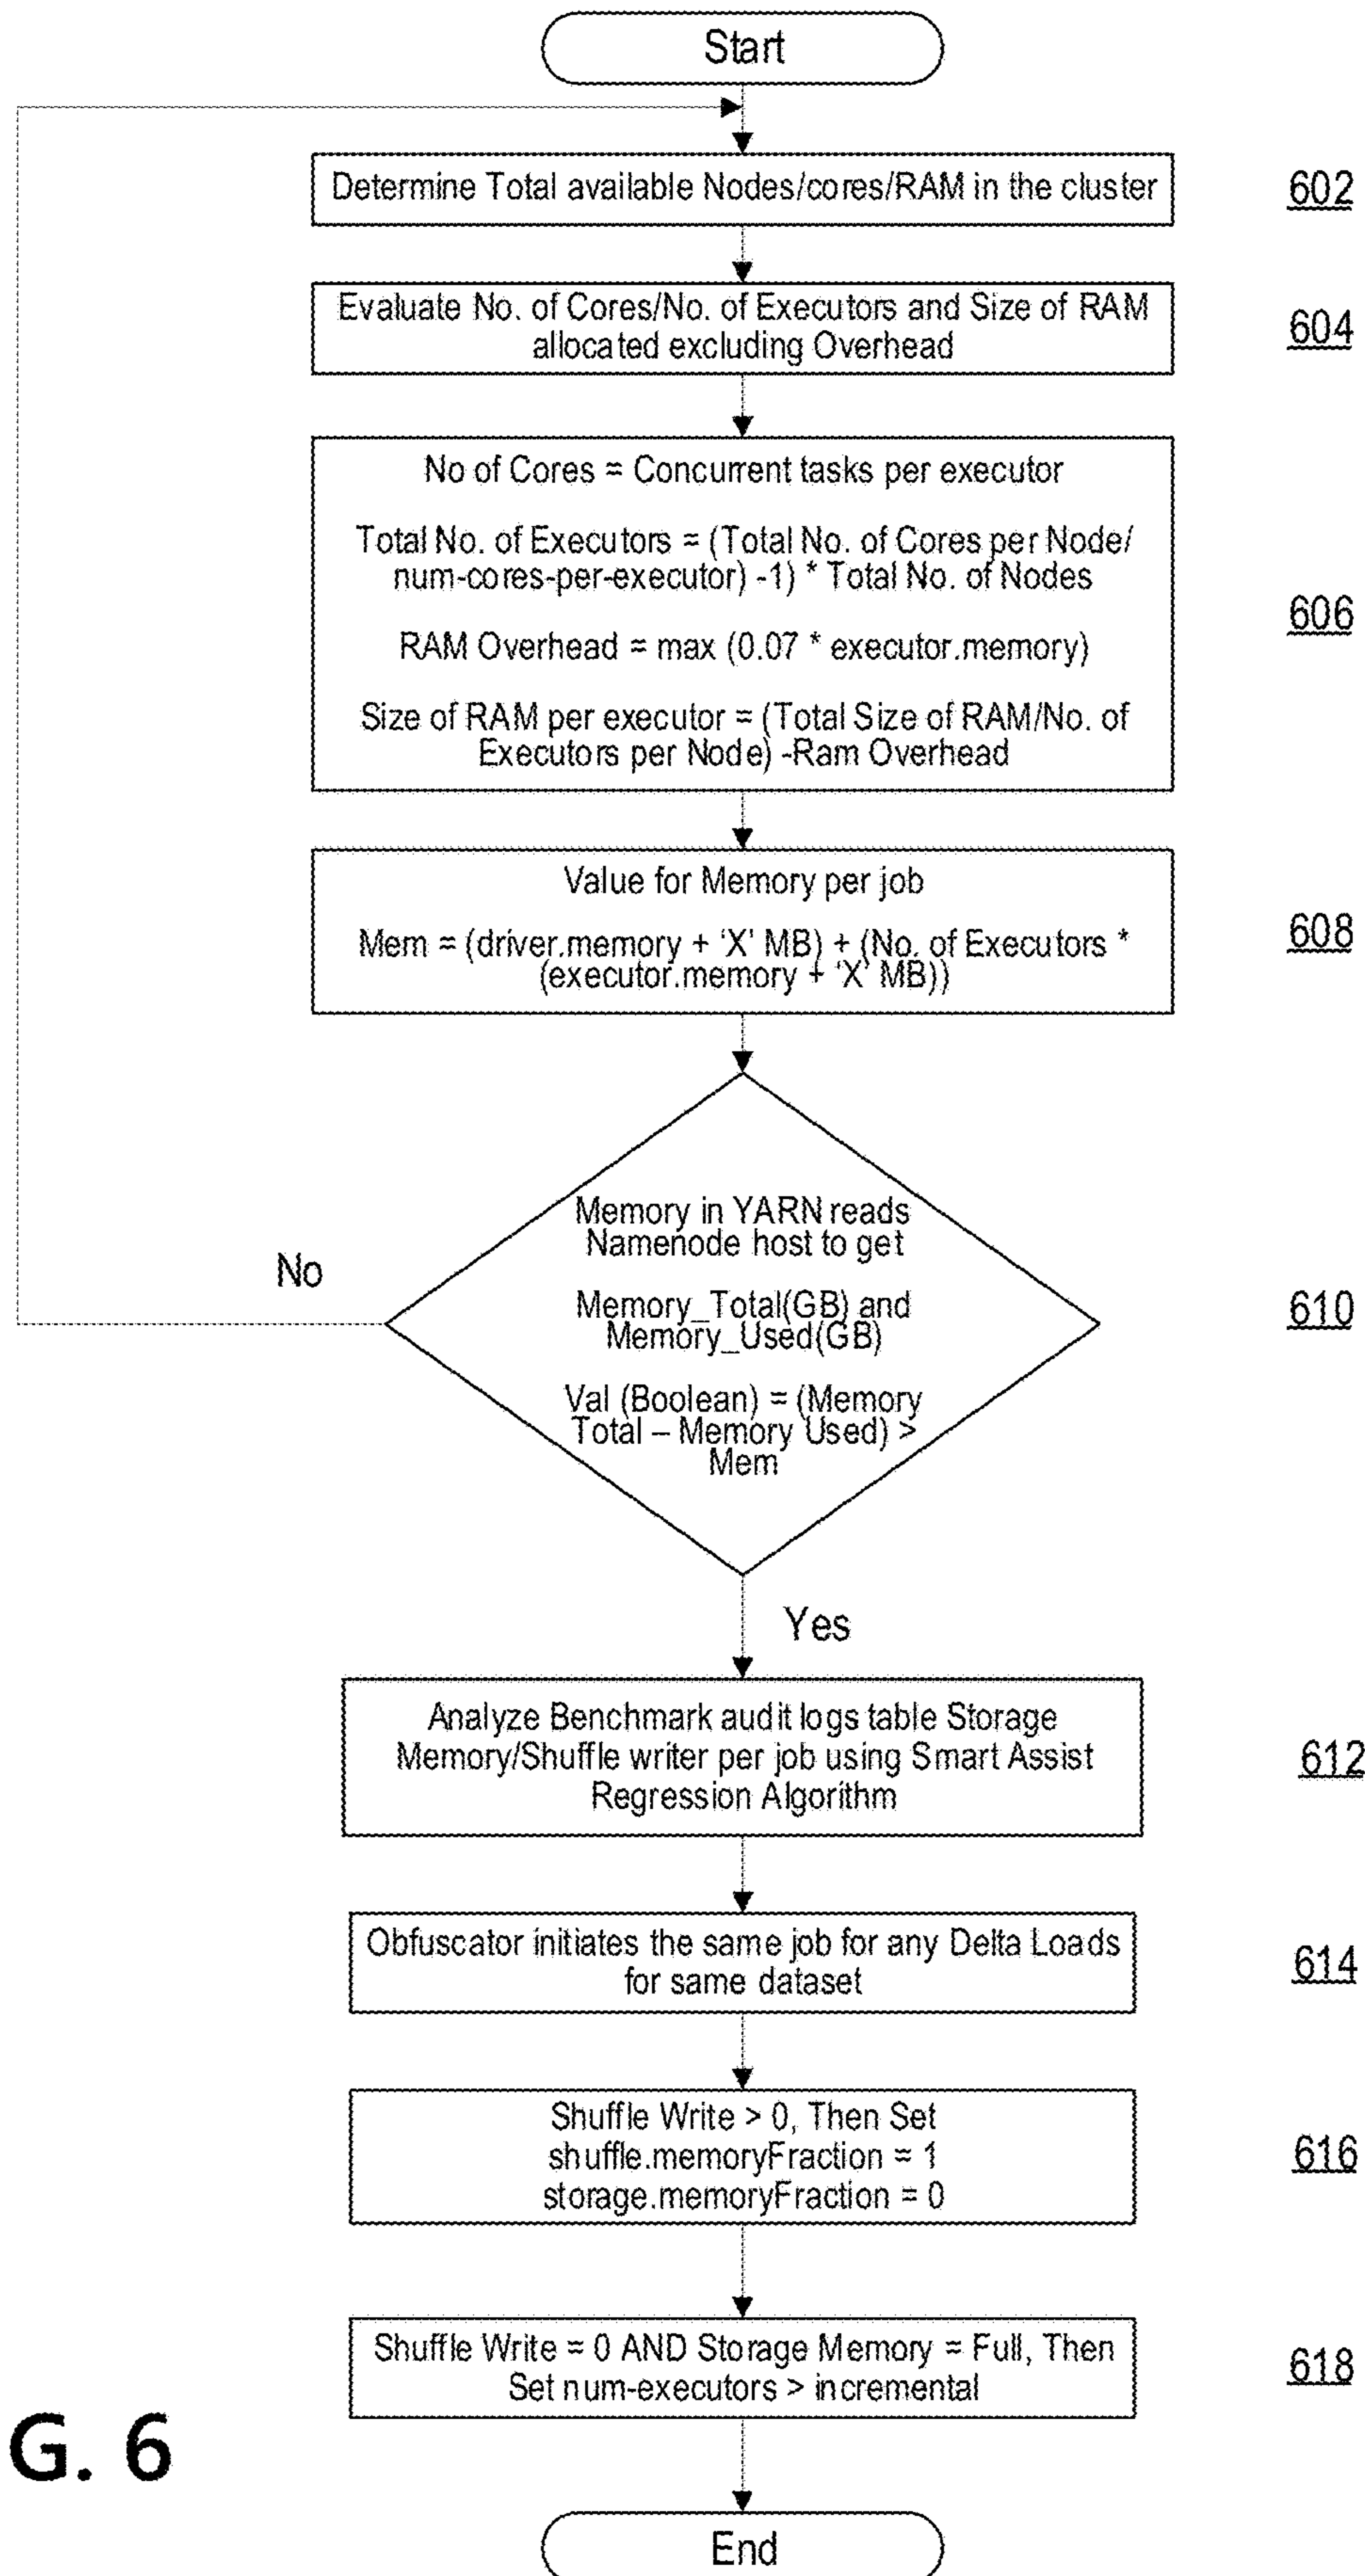 Start
Determine Total available Nodes/cores/RAM in the cluster
602
Evaluate No. of Cores/No. of Executors and Size of RAM
allocated excluding Overhead
604
No of Cores = Concurrent tasks per executor
Total No. of Executors = (Total No. of Cores per Node/
num-cores-per-executor) -1) * Total No. of Nodes
RAM Overhead = max (0.07 * executor.memory)
Size of RAM per executor = (Total Size of RAM/No. of
Executors per Node) -Ram Overhead
606
Value for Memory per job
Mem = (driver.memory + ‘X’ MB) + (No. of Executors *
(executor.memory + ‘X’ MB))
608
Memory in YARN reads
Namenode host to get
Memory_Total(GB) and
Memory_Used(GB)
Val (Boolean) = (Memory
Total – Memory Used) >
Mem
No
610
Yes
Analyze Benchmark audit logs table Storage
Memory/Shuffle writer per job using Smart Assist
Regression Algorithm
612
Obfuscator initiates the same job for any Delta Loads
for same dataset
614
Shuffle Write > 0, Then Set
shuffle.memoryFraction = 1
storage.memoryFraction = 0
616
Shuffle Write = 0 AND Storage Memory = Full, Then
Set num-executors > incremental
618
G. 6
End